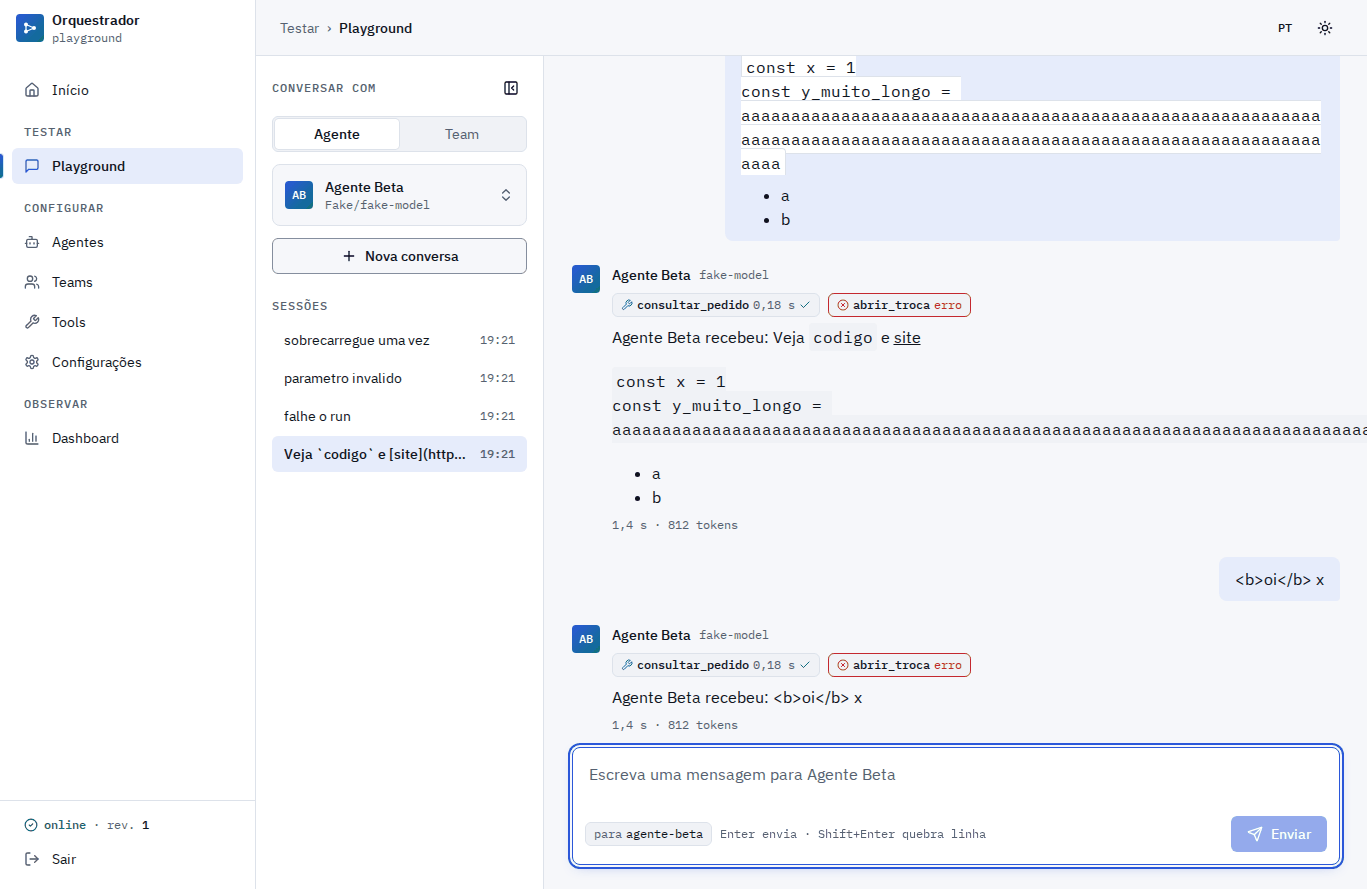 Orquestrador
playground
Início
TESTAR
Playground
CONFIGURAR
Agentes
Teams
Tools
Configurações
OBSERVAR
Dashboard
online · rev. 1
Sair
Testar › Playground
PT
CONVERSAR COM
Agente
Team
AB
Agente Beta
Fake/fake-model
+ Nova conversa
SESSÕES
sobrecarregue uma vez 19:21
parametro invalido 19:21
falhe o run 19:21
Veja `codigo` e [site](http... 19:21
const x = 1
const y_muito_longo =
aaaaaaaaaaaaaaaaaaaaaaaaaaaaaaaaaaaaaaaaaaaaaaaaaaaaaaaaaa
aaaaaaaaaaaaaaaaaaaaaaaaaaaaaaaaaaaaaaaaaaaaaaaaaaaaaaaaaa
aaaa
• a
• b
AB
Agente Beta fake-model
consultar_pedido 0,18 s ✓
abrir_troca erro
Agente Beta recebeu: Veja codigo e site
const x = 1
const y_muito_longo =
aaaaaaaaaaaaaaaaaaaaaaaaaaaaaaaaaaaaaaaaaaaaaaaaaaaaaaaaaaaaaaaaaaaaaaaaaaaa
• a
• b
1,4 s · 812 tokens
<b>oi</b> x
AB
Agente Beta fake-model
consultar_pedido 0,18 s ✓
abrir_troca erro
Agente Beta recebeu: <b>oi</b> x
1,4 s · 812 tokens
Escreva uma mensagem para Agente Beta
para agente-beta
Enter envia · Shift+Enter quebra linha
Enviar